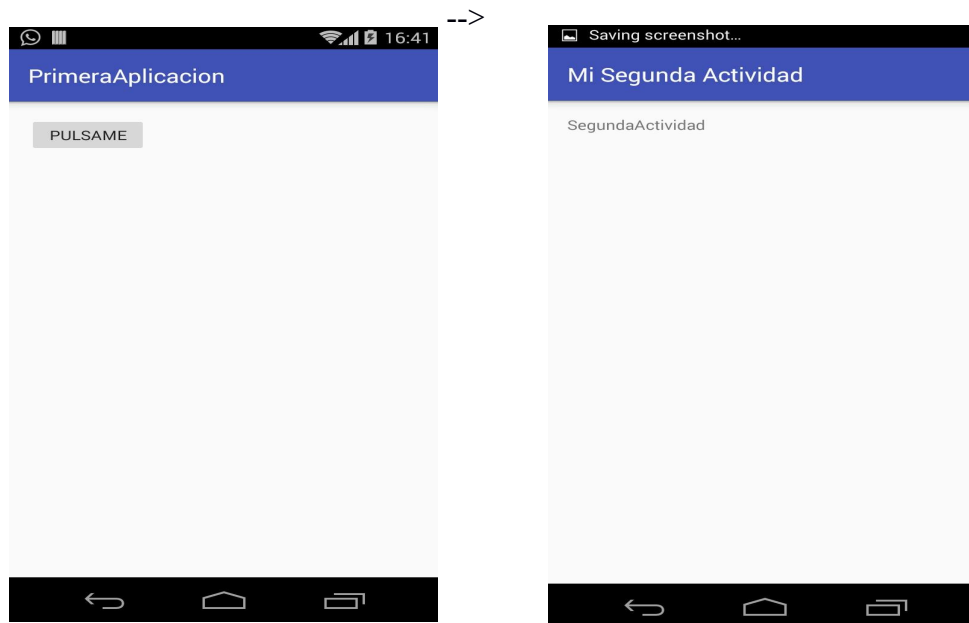 -->
16:41
PrimeraAplicacion
PULSAME
Saving screenshot...
Mi Segunda Actividad
SegundaActividad